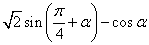 √2 sin(π/4 + α) − cos α